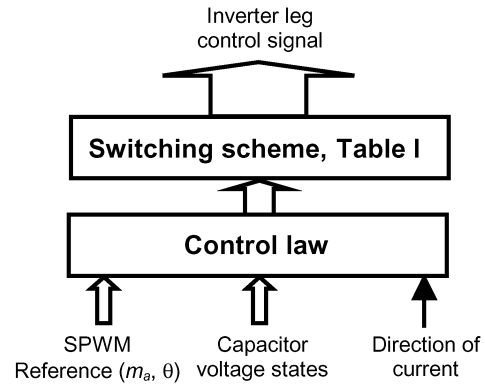 Inverter leg
control signal
Switching scheme, Table I
Control law
SPWM
Reference (mₐ, θ)
Capacitor
voltage states
Direction of
current